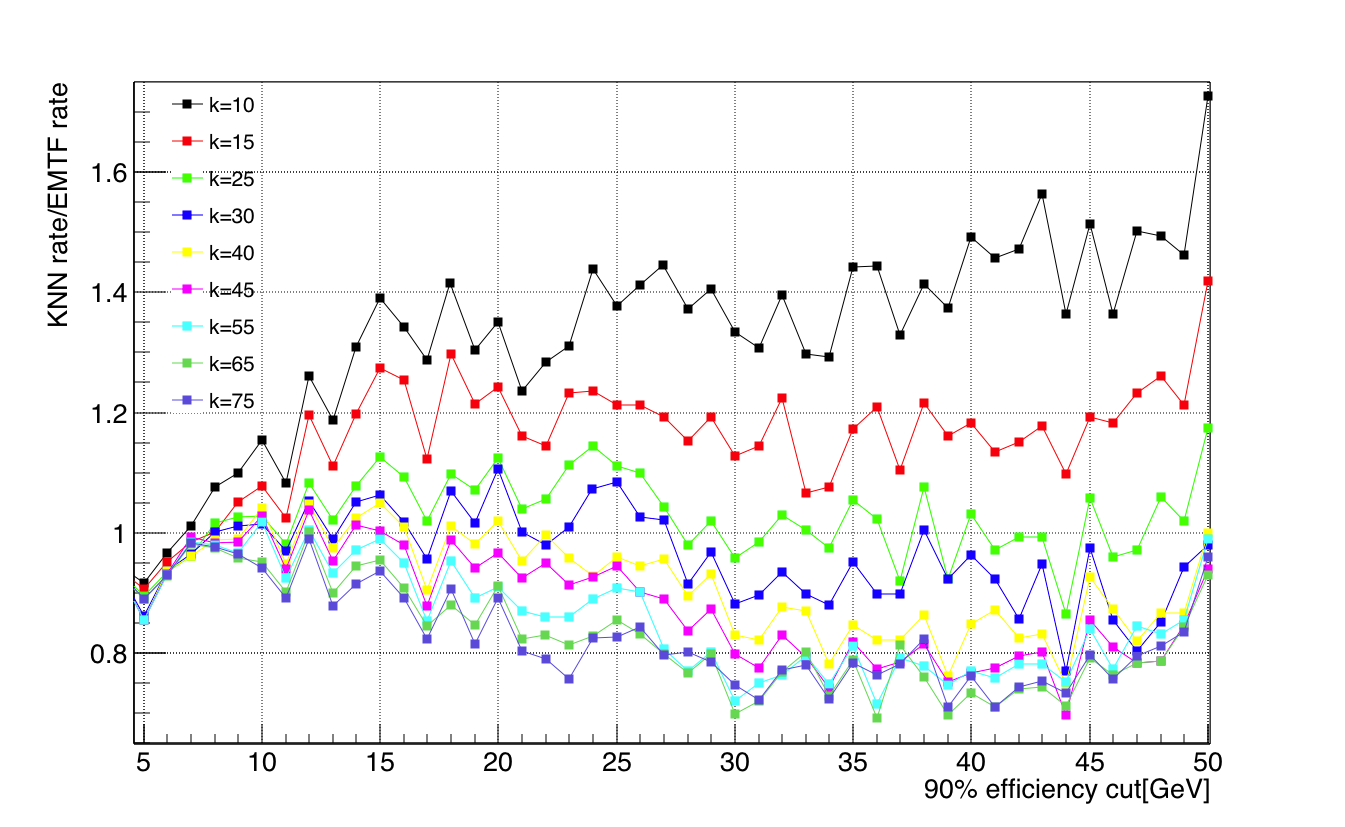 KNN rate/EMTF rate
k=10
k=15
k=25
k=30
k=40
k=45
k=55
k=65
k=75
1.6
1.4
1.2
1
0.8
5 10 15 20 25 30 35 40 45 50
90% efficiency cut[GeV]